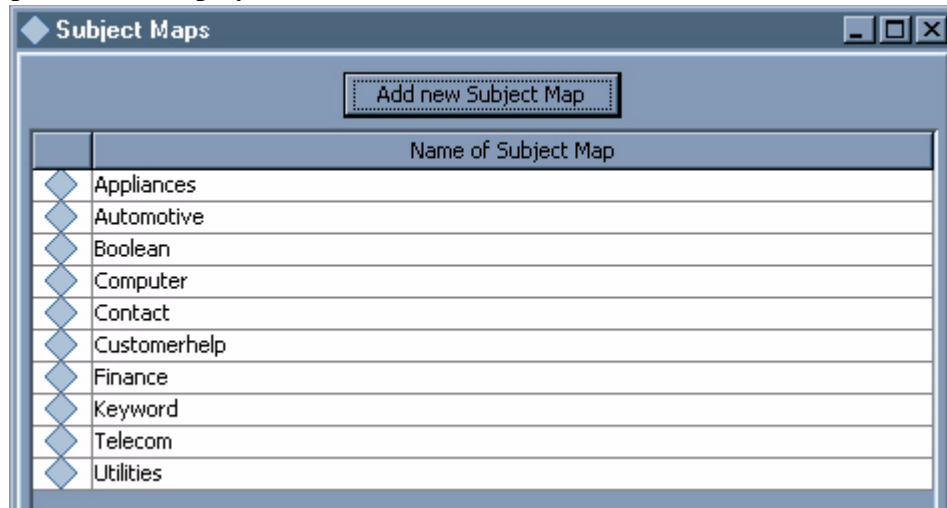 Subject Maps
Add new Subject Map
Name of Subject Map
Appliances
Automotive
Boolean
Computer
Contact
Customerhelp
Finance
Keyword
Telecom
Utilities